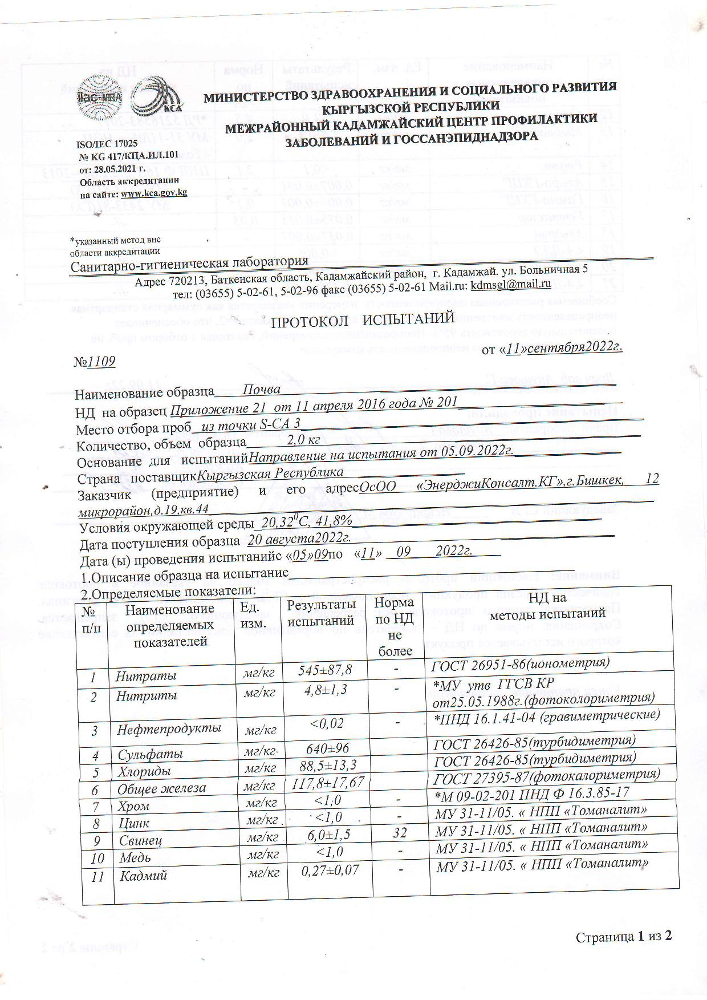 ilac-MRA КСА
МИНИСТЕРСТВО ЗДРАВООХРАНЕНИЯ И СОЦИАЛЬНОГО РАЗВИТИЯ
КЫРГЫЗСКОЙ РЕСПУБЛИКИ
МЕЖРАЙОННЫЙ КАДАМЖАЙСКИЙ ЦЕНТР ПРОФИЛАКТИКИ
ЗАБОЛЕВАНИЙ И ГОССАНЭПИДНАДЗОРА
ISO/IEC 17025
№ KG 417/КЦА.ИЛ.101
от: 28.05.2021 г.
Область аккредитации
на сайте: www.kca.gov.kg
*указанный метод вне
области аккредитации
Санитарно-гигиеническая лаборатория
Адрес 720213, Баткенская область, Кадамжайский район, г. Кадамжай. ул. Больничная 5
тел: (03655) 5-02-61, 5-02-96 факс (03655) 5-02-61 Mail.ru: kdmsgl@mail.ru
ПРОТОКОЛ ИСПЫТАНИЙ
от «11»сентября2022г.
№1109
Наименование образца Почва
НД на образец Приложение 21 от 11 апреля 2016 года № 201
Место отбора проб из точки S-CA 3
Количество, объем образца 2,0 кг
Основание для испытанийНаправление на испытания от 05.09.2022г.
Страна поставщикКыргызская Республика
Заказчик (предприятие) и его адресОсОО «ЭнерджиКонсалт.КГ»,г.Бишкек, 12
микрорайон,д.19,кв.44
Условия окружающей среды 20,32⁰С, 41,8%
Дата поступления образца 20 августа2022г.
Дата (ы) проведения испытанийс «05»09по «11» 09 2022г.
1.Описание образца на испытание
2.Определяемые показатели:
№ п/п Наименование определяемых показателей Ед. изм. Результаты испытаний Норма по НД не более НД на методы испытаний
1 Нитраты мг/кг 545±87,8 - ГОСТ 26951-86(ионометрия)
2 Нитриты мг/кг 4,8±1,3 - *МУ утв ГГСВ КР
от25.05.1988г.(фотоколориметрия)
3 Нефтепродукты мг/кг <0,02 - *ПНД 16.1.41-04 (гравиметрические)
4 Сульфаты мг/кг 640±96 ГОСТ 26426-85(турбидиметрия)
5 Хлориды мг/кг 88,5±13,3 ГОСТ 26426-85(турбидиметрия)
6 Общее железа мг/кг 117,8±17,67 ГОСТ 27395-87(фотокалориметрия)
7 Хром мг/кг <1,0 - *М 09-02-201 ПНД Ф 16.3.85-17
8 Цинк мг/кг <1,0 - МУ 31-11/05. « НПП «Томаналит»
9 Свинец мг/кг 6,0±1,5 32 МУ 31-11/05. « НПП «Томаналит»
10 Медь мг/кг <1,0 - МУ 31-11/05. « НПП «Томаналит»
11 Кадмий мг/кг 0,27±0,07 - МУ 31-11/05. « НПП «Томаналит»
Страница 1 из 2